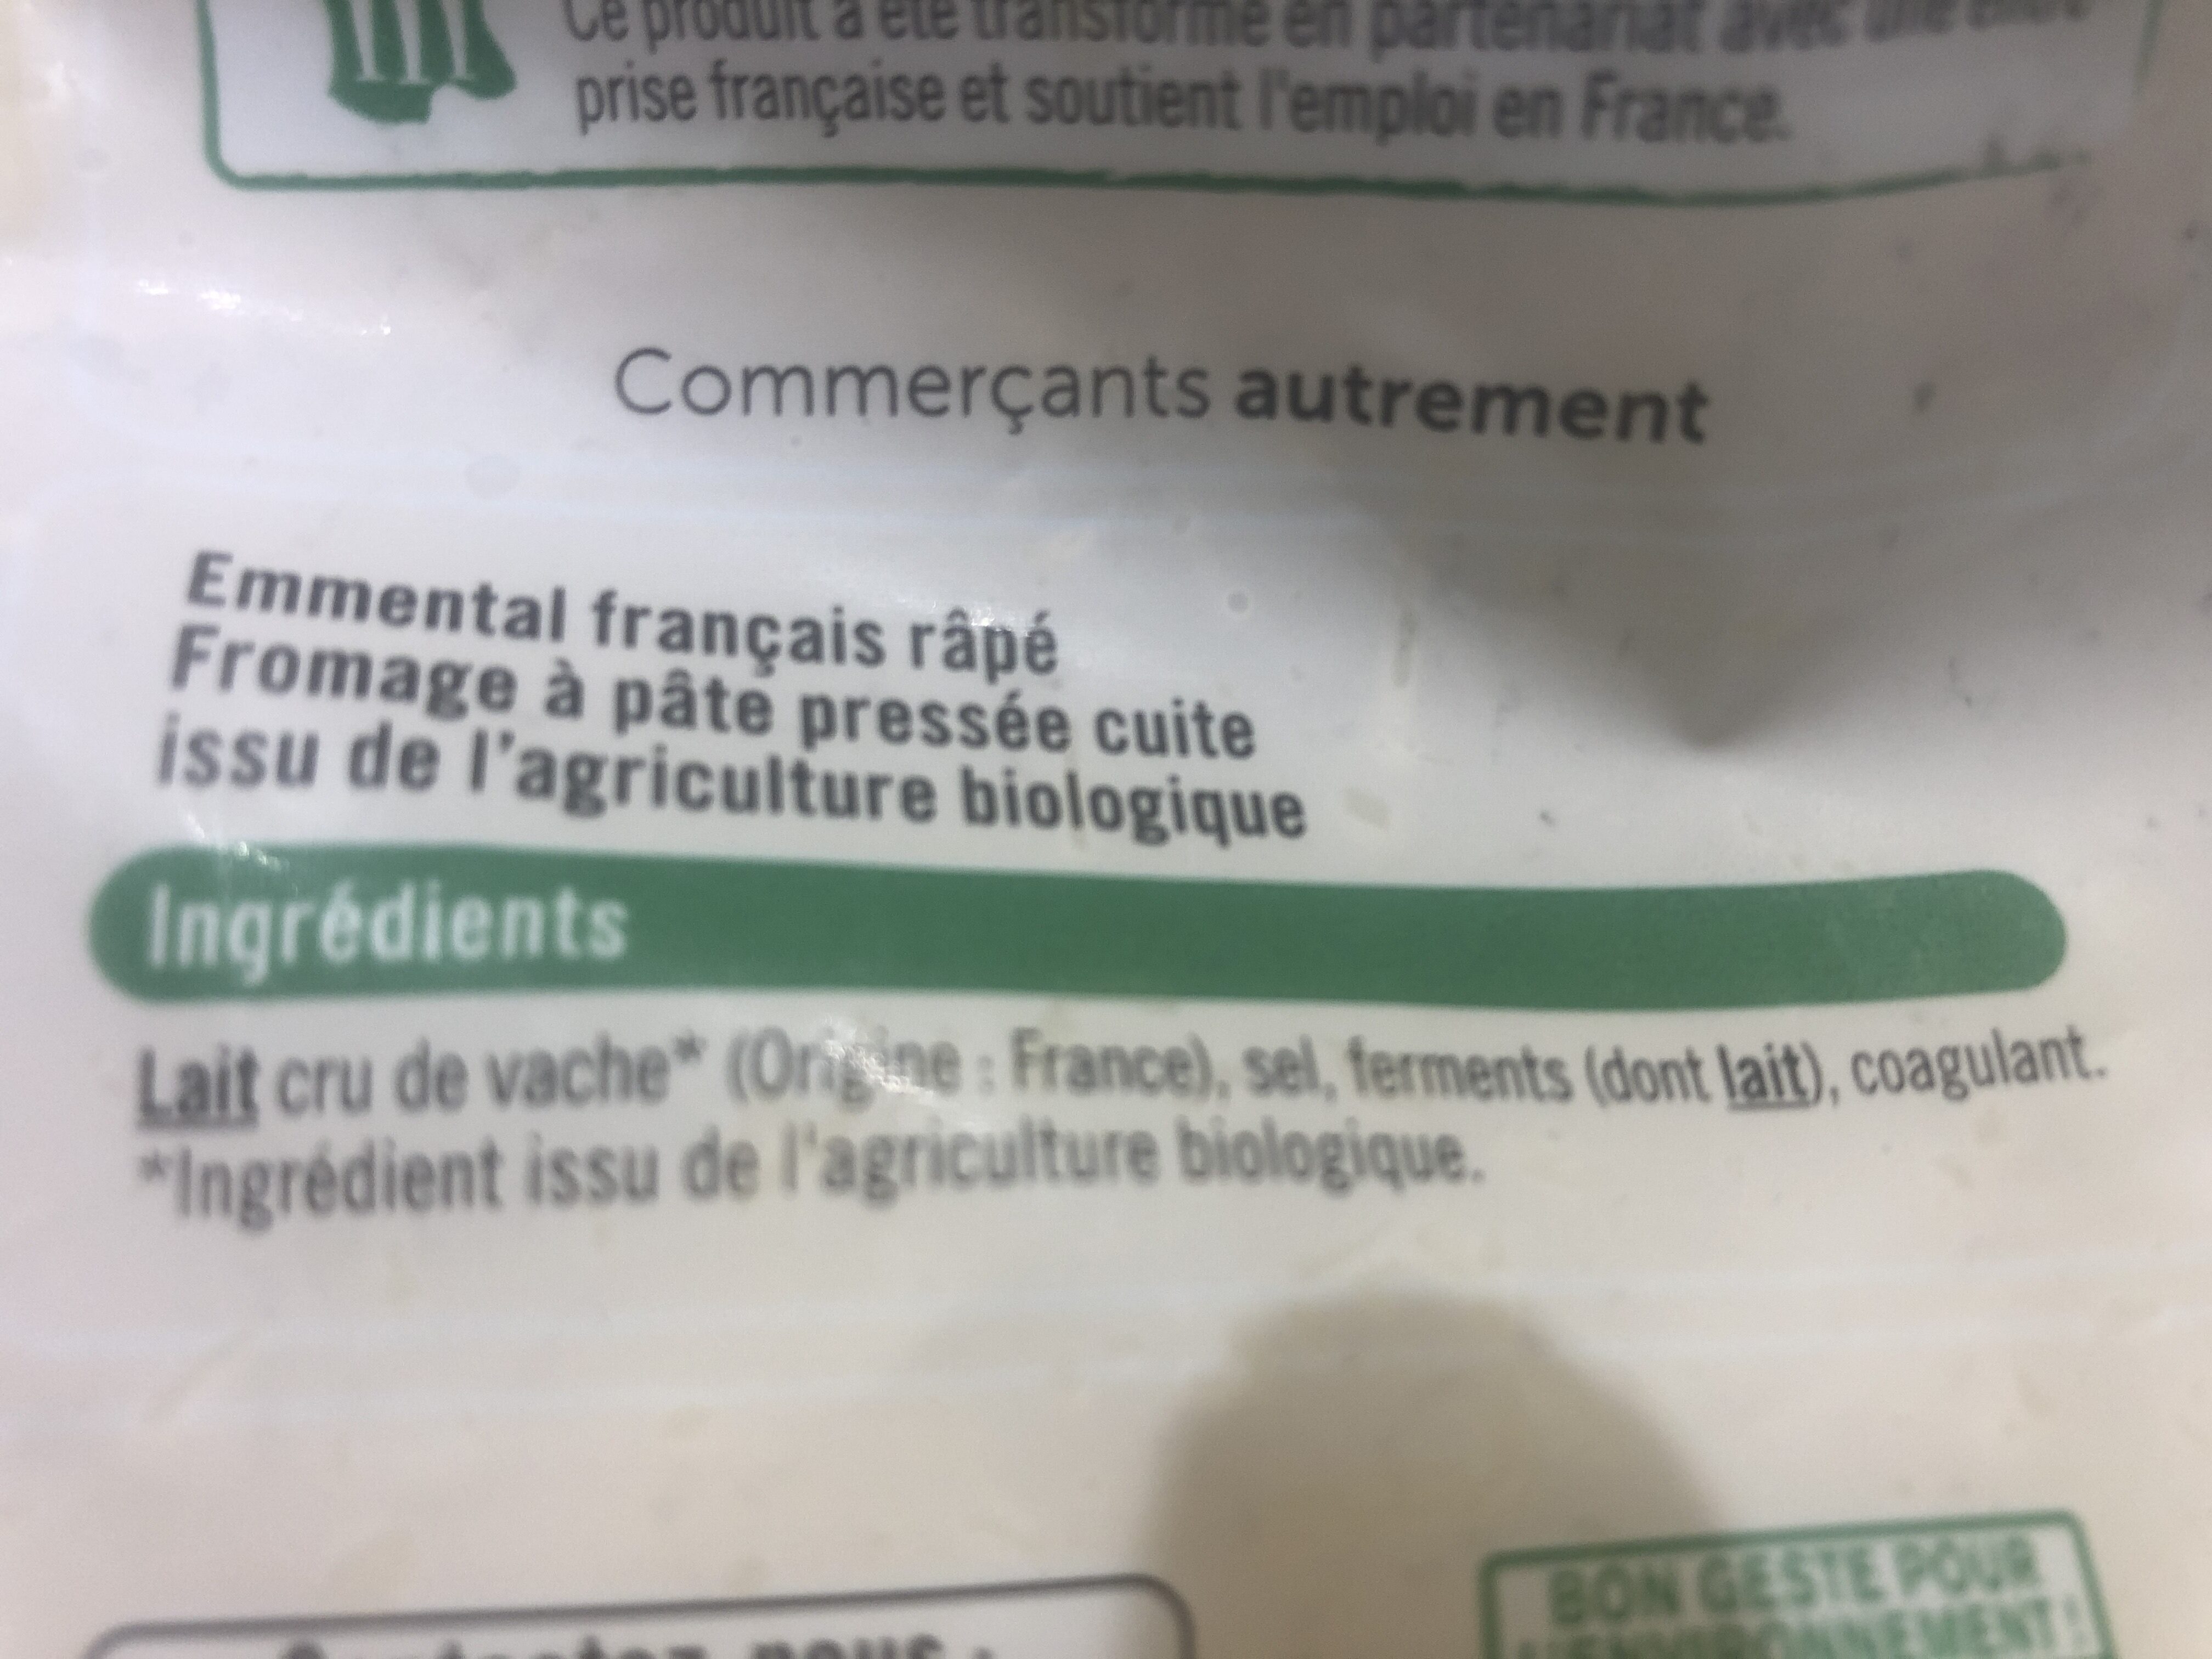 Ce produit a été transformé en partenariat avec une
prise française et soutient l'emploi en France.
Commerçants autrement
Emmental français râpé
Fromage à pâte pressée cuite
issu de l'agriculture biologique
Ingrédients
Lait cru de vache* (Origine : France), sel, ferments (dont lait), coagulant.
*Ingrédient issu de l'agriculture biologique.
BON GESTE POUR
L'ENVIRONNEMENT !
Contactez-nous :